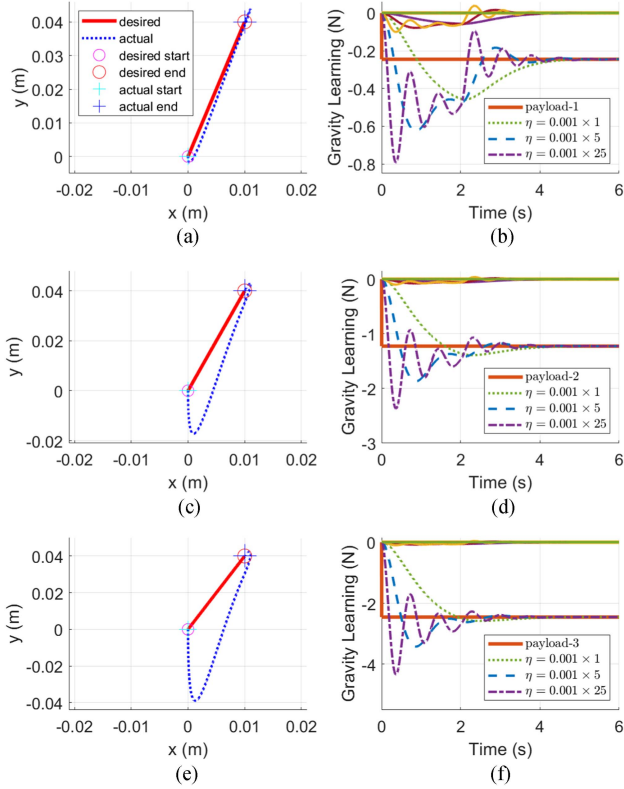 0.04
0.03
0.02
0.01
0
y (m)
desired
actual
desired start
desired end
actual start
actual end
-0.02
-0.01
0
0.01
0.02
x (m)
(a)
0
-0.2
-0.4
-0.6
-0.8
Gravity Learning (N)
payload-1
η = 0.001 × 1
η = 0.001 × 5
η = 0.001 × 25
0
2
4
6
Time (s)
(b)
0.04
0.02
0
-0.02
y (m)
-0.02
-0.01
0
0.01
0.02
x (m)
(c)
0
-1
-2
-3
Gravity Learning (N)
payload-2
η = 0.001 × 1
η = 0.001 × 5
η = 0.001 × 25
0
2
4
6
Time (s)
(d)
0.04
0.02
0
-0.02
-0.04
y (m)
-0.02
-0.01
0
0.01
0.02
x (m)
(e)
0
-2
-4
Gravity Learning (N)
payload-3
η = 0.001 × 1
η = 0.001 × 5
η = 0.001 × 25
0
2
4
6
Time (s)
(f)